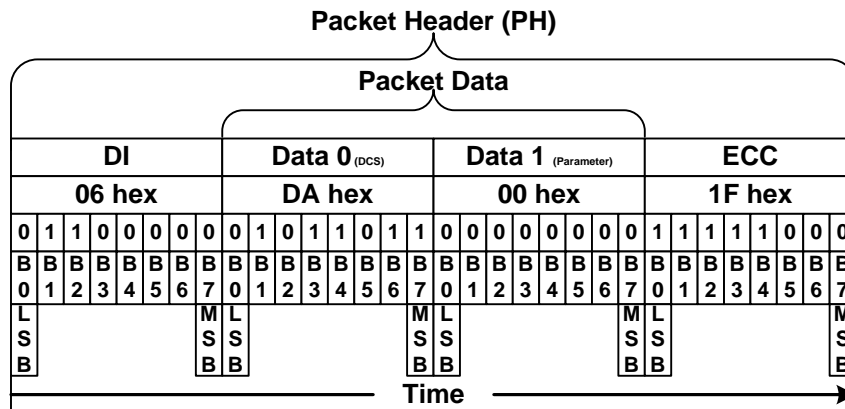 Packet Header (PH)
Packet Data
DI Data 0 (DCS) Data 1 (Parameter) ECC
06 hex DA hex 00 hex 1F hex
0 1 1 0 0 0 0 0 0 1 0 1 1 0 1 1 0 0 0 0 0 0 0 0 1 1 1 1 1 0 0 0
B B B B B B B B B B B B B B B B B B B B B B B B B B B B B B B B
0 1 2 3 4 5 6 7 0 1 2 3 4 5 6 7 0 1 2 3 4 5 6 7 0 1 2 3 4 5 6 7
L M L M L M L M
S S S S S S S S
B B B B B B B B
Time